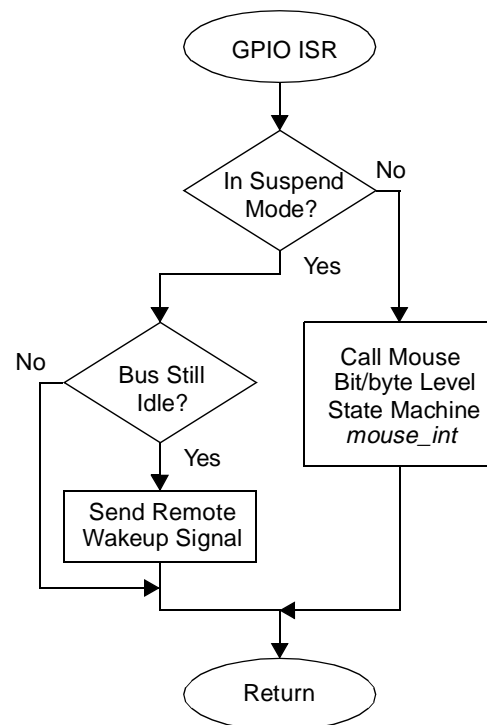 GPIO ISR
In Suspend
Mode?
No
Yes
No
Bus Still
Idle?
Call Mouse
Bit/byte Level
State Machine
mouse_int
Yes
Send Remote
Wakeup Signal
Return